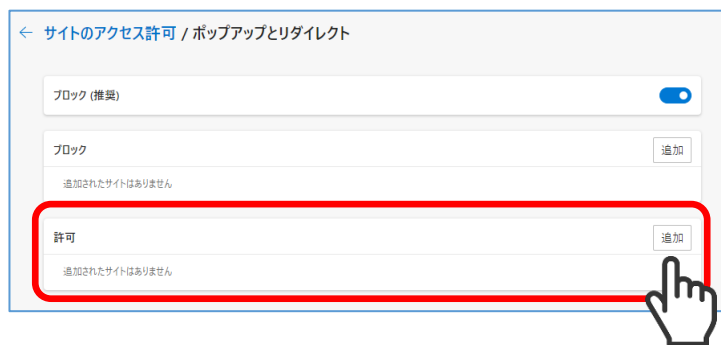 ← サイトのアクセス許可 / ポップアップとリダイレクト
ブロック (推奨)
ブロック
追加
追加されたサイトはありません
許可
追加
追加されたサイトはありません